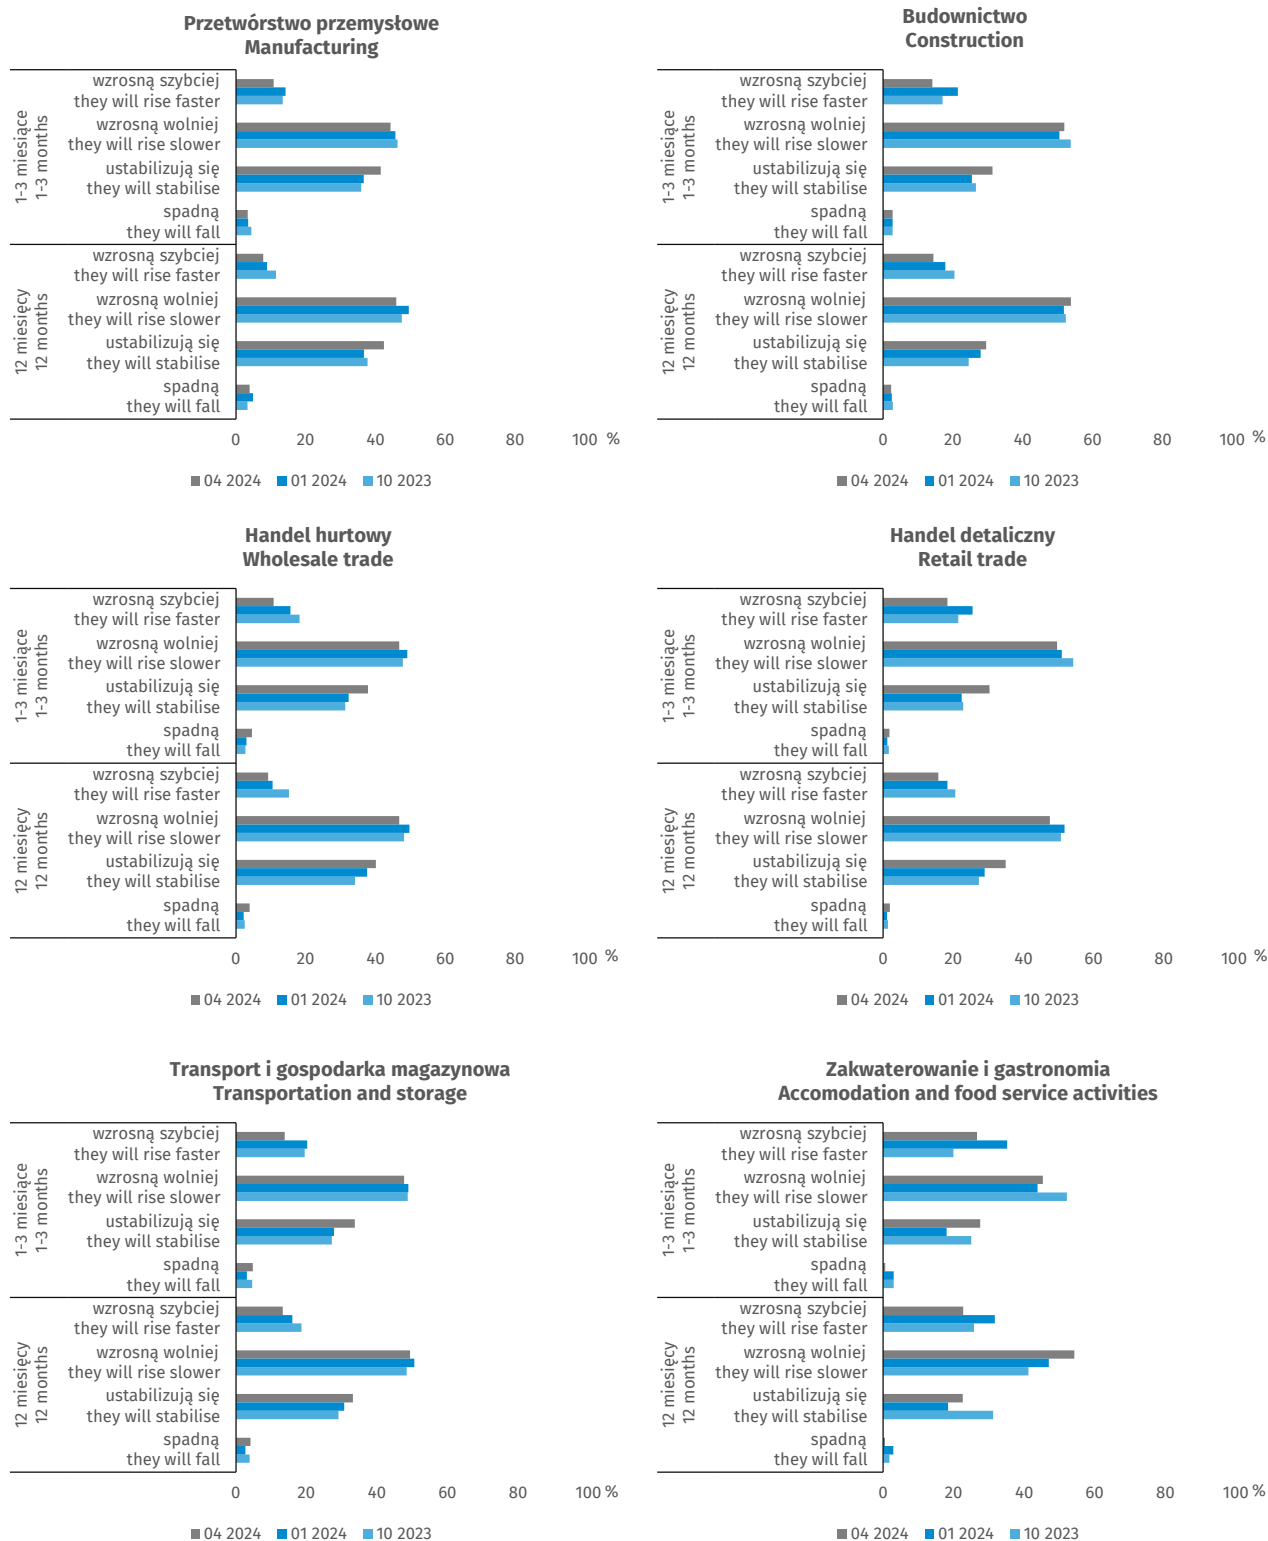 Przetwórstwo przemysłowe
Manufacturing
1-3 miesiące
1-3 months
wzrosną szybciej
they will rise faster
wzrosną wolniej
they will rise slower
ustabilizują się
they will stabilise
spadną
they will fall
12 miesięcy
12 months
wzrosną szybciej
they will rise faster
wzrosną wolniej
they will rise slower
ustabilizują się
they will stabilise
spadną
they will fall
0 20 40 60 80 100 %
04 2024 01 2024 10 2023
Budownictwo
Construction
1-3 miesiące
1-3 months
wzrosną szybciej
they will rise faster
wzrosną wolniej
they will rise slower
ustabilizują się
they will stabilise
spadną
they will fall
12 miesięcy
12 months
wzrosną szybciej
they will rise faster
wzrosną wolniej
they will rise slower
ustabilizują się
they will stabilise
spadną
they will fall
0 20 40 60 80 100 %
04 2024 01 2024 10 2023
Handel hurtowy
Wholesale trade
1-3 miesiące
1-3 months
wzrosną szybciej
they will rise faster
wzrosną wolniej
they will rise slower
ustabilizują się
they will stabilise
spadną
they will fall
12 miesięcy
12 months
wzrosną szybciej
they will rise faster
wzrosną wolniej
they will rise slower
ustabilizują się
they will stabilise
spadną
they will fall
0 20 40 60 80 100 %
04 2024 01 2024 10 2023
Handel detaliczny
Retail trade
1-3 miesiące
1-3 months
wzrosną szybciej
they will rise faster
wzrosną wolniej
they will rise slower
ustabilizują się
they will stabilise
spadną
they will fall
12 miesięcy
12 months
wzrosną szybciej
they will rise faster
wzrosną wolniej
they will rise slower
ustabilizują się
they will stabilise
spadną
they will fall
0 20 40 60 80 100 %
04 2024 01 2024 10 2023
Transport i gospodarka magazynowa
Transportation and storage
1-3 miesiące
1-3 months
wzrosną szybciej
they will rise faster
wzrosną wolniej
they will rise slower
ustabilizują się
they will stabilise
spadną
they will fall
12 miesięcy
12 months
wzrosną szybciej
they will rise faster
wzrosną wolniej
they will rise slower
ustabilizują się
they will stabilise
spadną
they will fall
0 20 40 60 80 100 %
04 2024 01 2024 10 2023
Zakwaterowanie i gastronomia
Accomodation and food service activities
1-3 miesiące
1-3 months
wzrosną szybciej
they will rise faster
wzrosną wolniej
they will rise slower
ustabilizują się
they will stabilise
spadną
they will fall
12 miesięcy
12 months
wzrosną szybciej
they will rise faster
wzrosną wolniej
they will rise slower
ustabilizują się
they will stabilise
spadną
they will fall
0 20 40 60 80 100 %
04 2024 01 2024 10 2023